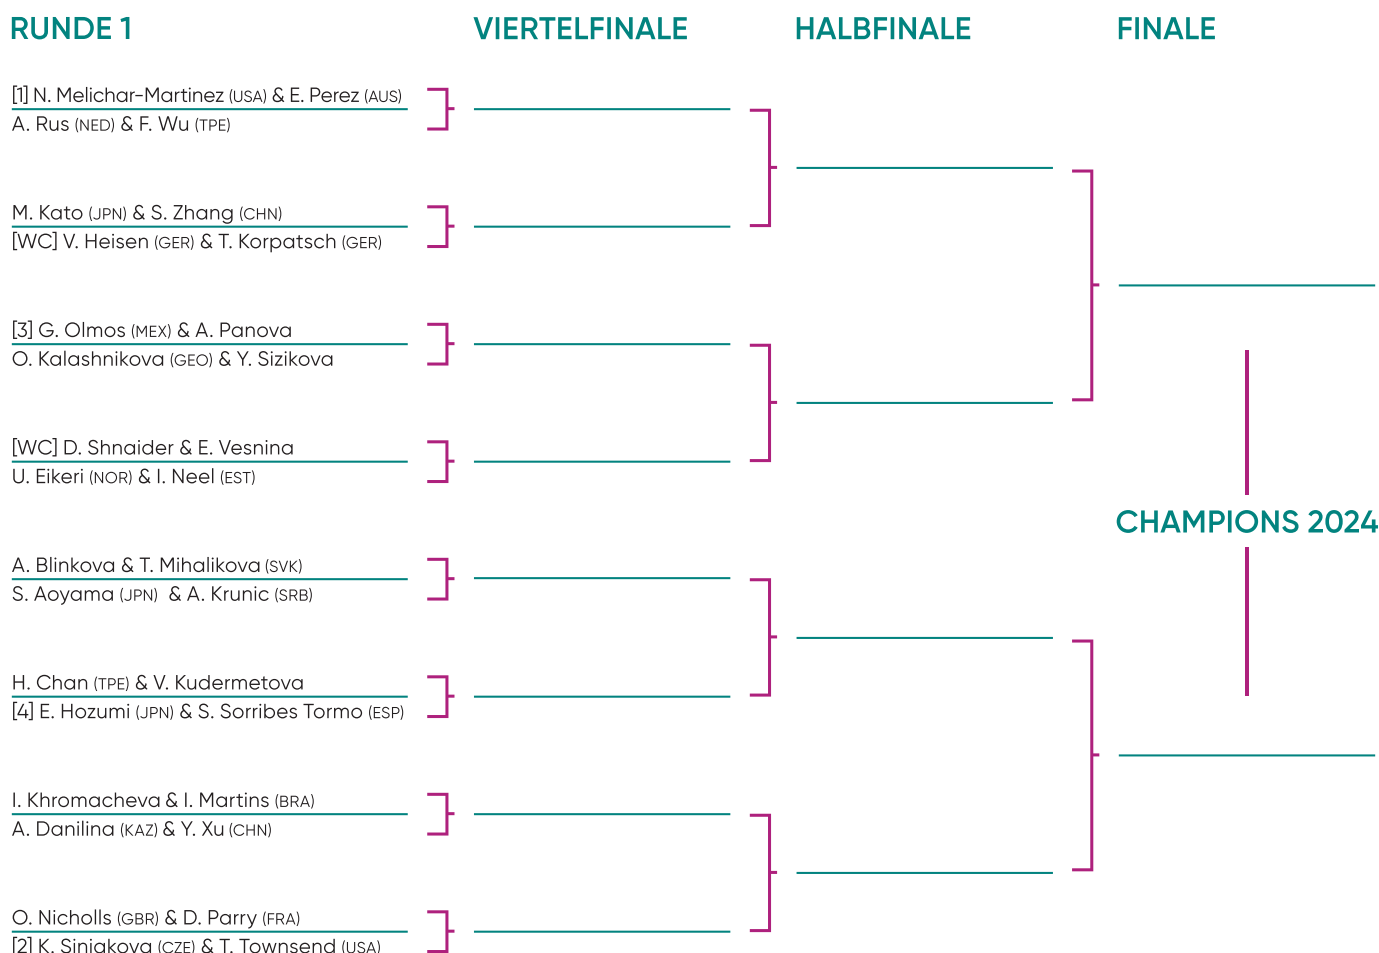 RUNDE 1
VIERTELFINALE
HALBFINALE
FINALE
[1] N. Melichar-Martinez (USA) & E. Perez (AUS)
A. Rus (NED) & F. Wu (TPE)
M. Kato (JPN) & S. Zhang (CHN)
[WC] V. Heisen (GER) & T. Korpatsch (GER)
[3] G. Olmos (MEX) & A. Panova
O. Kalashnikova (GEO) & Y. Sizikova
[WC] D. Shnaider & E. Vesnina
U. Eikeri (NOR) & I. Neel (EST)
CHAMPIONS 2024
A. Blinkova & T. Mihalikova (SVK)
S. Aoyama (JPN) & A. Krunic (SRB)
H. Chan (TPE) & V. Kudermetova
[4] E. Hozumi (JPN) & S. Sorribes Tormo (ESP)
I. Khromacheva & I. Martins (BRA)
A. Danilina (KAZ) & Y. Xu (CHN)
O. Nicholls (GBR) & D. Parry (FRA)
[2] K. Siniakova (CZE) & T. Townsend (USA)